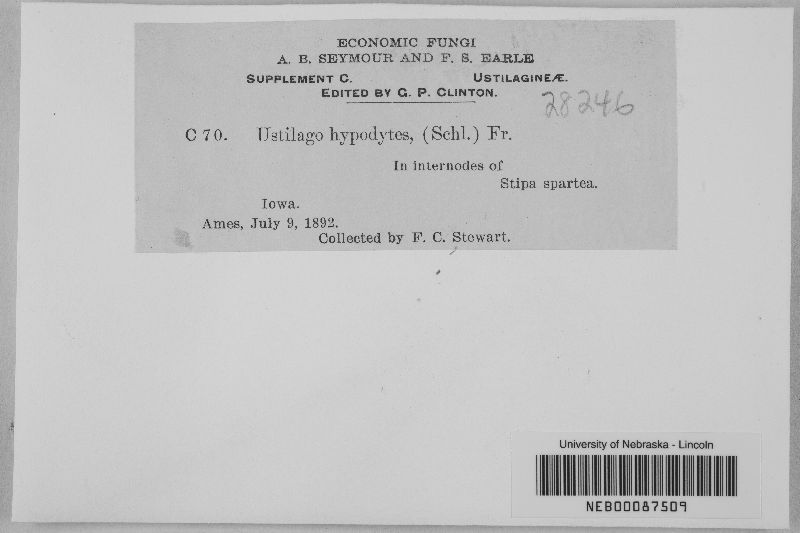 ECONOMIC FUNGI
A. B. SEYMOUR AND F. S. EARLE
SUPPLEMENT C. USTILAGINEÆ.
EDITED BY G. P. CLINTON.
28246
C 70. Ustilago hypodytes, (Schl.) Fr.
In internodes of
Stipa spartea.
Iowa.
Ames, July 9, 1892.
Collected by F. C. Stewart.
University of Nebraska - Lincoln
NEB00087509